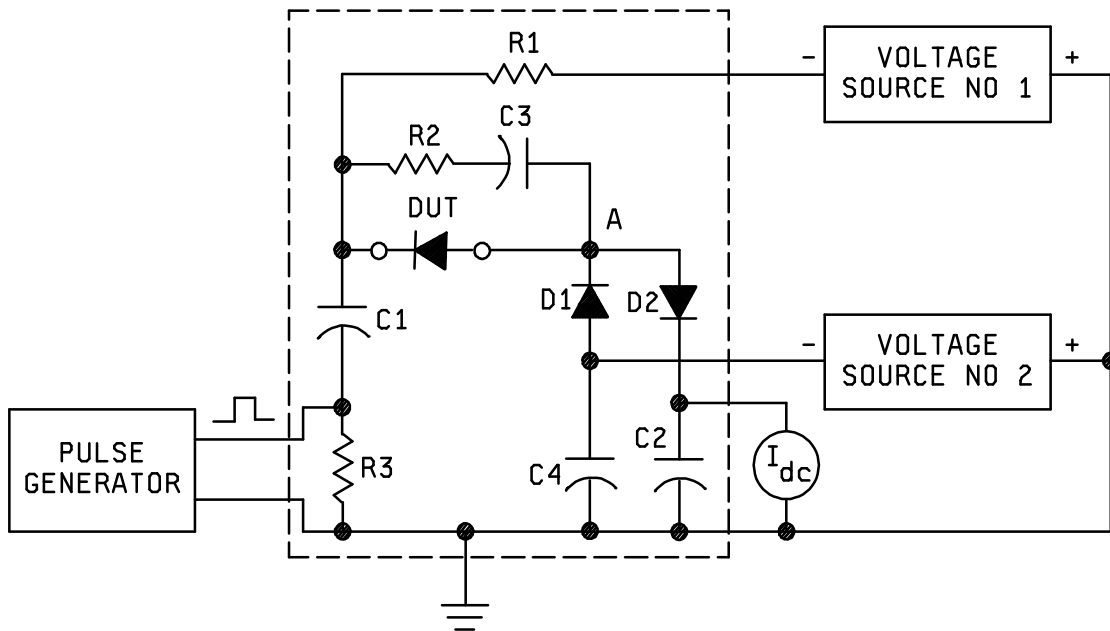 R1
- VOLTAGE +
SOURCE NO 1
C3
R2
DUT
A
D1
D2
C1
- VOLTAGE +
SOURCE NO 2
PULSE
GENERATOR
R3
C4
C2
Idc